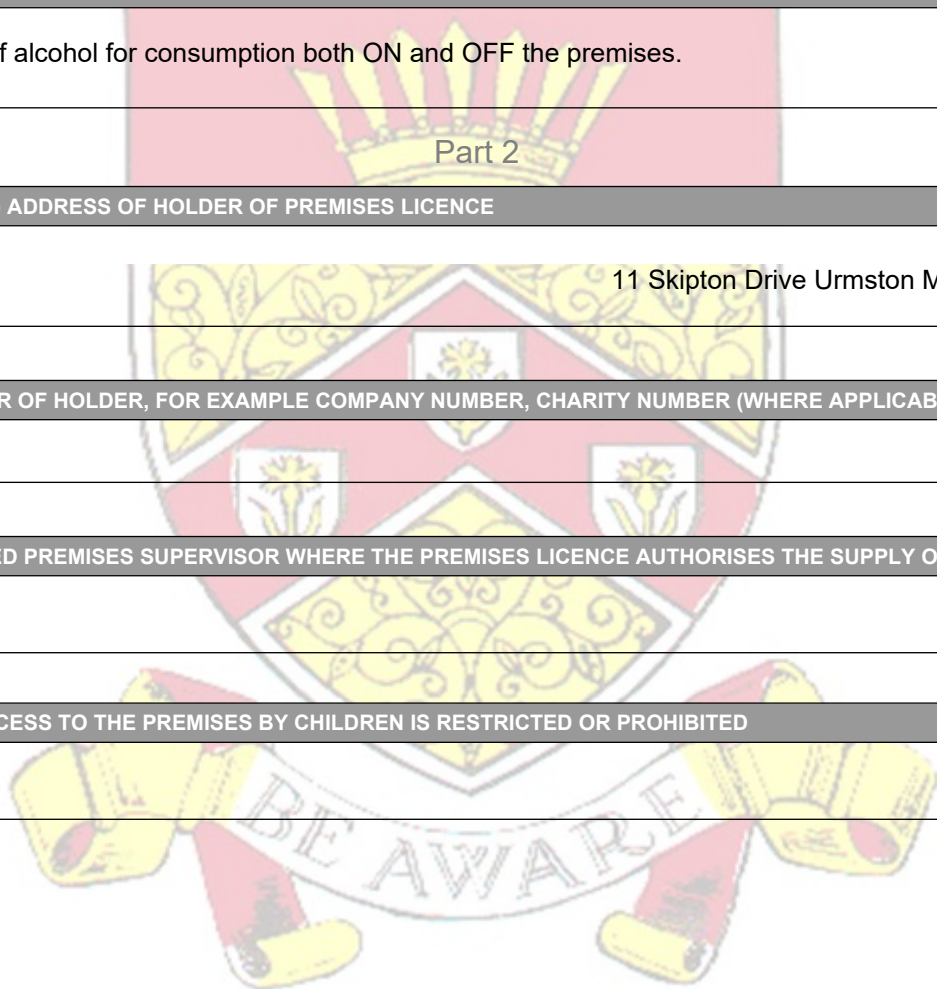 f alcohol for consumption both ON and OFF the premises.
Part 2
ADDRESS OF HOLDER OF PREMISES LICENCE
11 Skipton Drive Urmston M
R OF HOLDER, FOR EXAMPLE COMPANY NUMBER, CHARITY NUMBER (WHERE APPLICAB
ED PREMISES SUPERVISOR WHERE THE PREMISES LICENCE AUTHORISES THE SUPPLY O
CESS TO THE PREMISES BY CHILDREN IS RESTRICTED OR PROHIBITED
BE AWARE